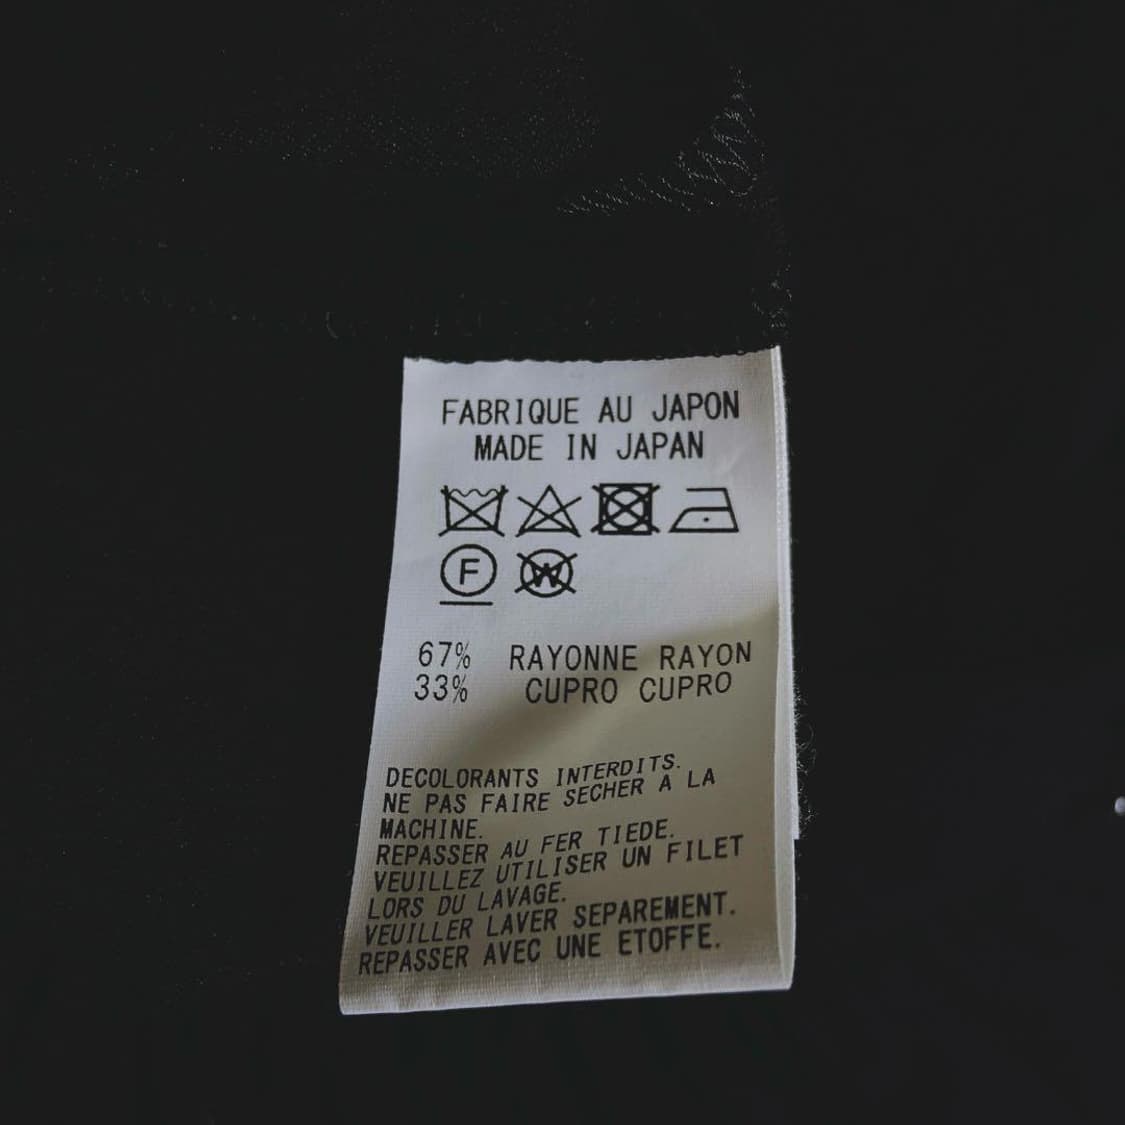 FABRIQUE AU JAPON
MADE IN JAPAN
F W
67% RAYONNE RAYON
33% CUPRO CUPRO
DECOLORANTS INTERDITS.
NE PAS FAIRE SECHER A LA
MACHINE.
REPASSER AU FER TIEDE.
VEUILLEZ UTILISER UN FILET
LORS DU LAVAGE.
VEUILLER LAVER SEPAREMENT.
REPASSER AVEC UNE ETOFFE.